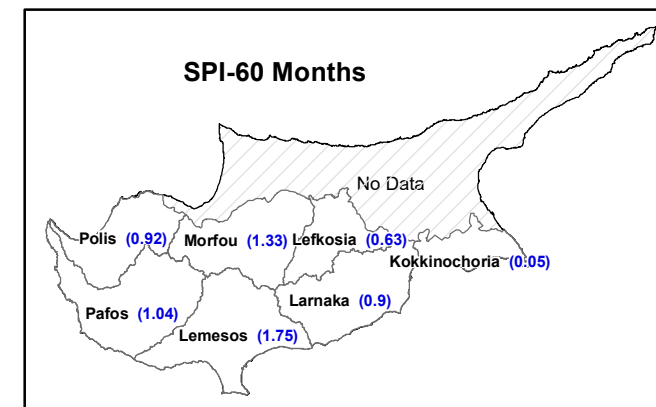 SPI-60 Months
No Data
Polis (0.92)
Morfou (1.33)
Lefkosia (0.63)
Kokkinochoria (0.05)
Pafos (1.04)
Larnaka (0.9)
Lemesos (1.75)